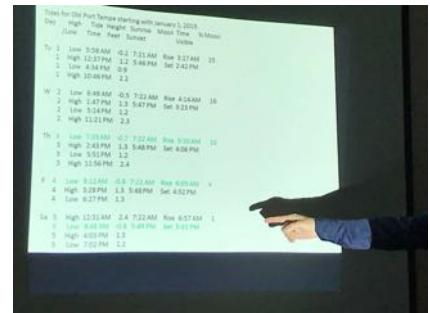 Tides for Old Port Tampa starting with January 1, 2019.
Day High Tide Height Sunrise Moon Time % Moon
/Low Time Feet Sunset Visible
Tu 1 Low 5:58 AM -0.2 7:21 AM Rise 3:17 AM 25
1 High 12:37 PM 1.2 5:46 PM Set 2:42 PM
1 Low 4:34 PM 0.9
1 High 10:46 PM 2.2
W 2 Low 6:48 AM -0.5 7:22 AM Rise 4:14 AM 16
2 High 1:47 PM 1.3 5:47 PM Set 3:23 PM
2 Low 5:14 PM 1.2
2 High 11:21 PM 2.3
Th 3 Low 7:33 AM -0.7 7:22 AM Rise
3 High 2:43 PM 1.3 5:48 PM Set 4:06 PM
3 Low 5:51 PM 1.2
3 High 11:56 PM 2.4
F 4 Low 8:12 AM -0.8 7:22 AM Rise 6:05 AM
4 High 3:28 PM 1.3 5:48 PM Set 4:52 PM
4 Low 6:27 PM 1.3
Sa 5 High 12:31 AM 2.4 7:22 AM Rise 6:57 AM 1
5 Low 8:48 AM -0.8 5:49 PM Set 5:41 PM
5 High 4:03 PM 1.3
5 Low 7:02 PM 1.2